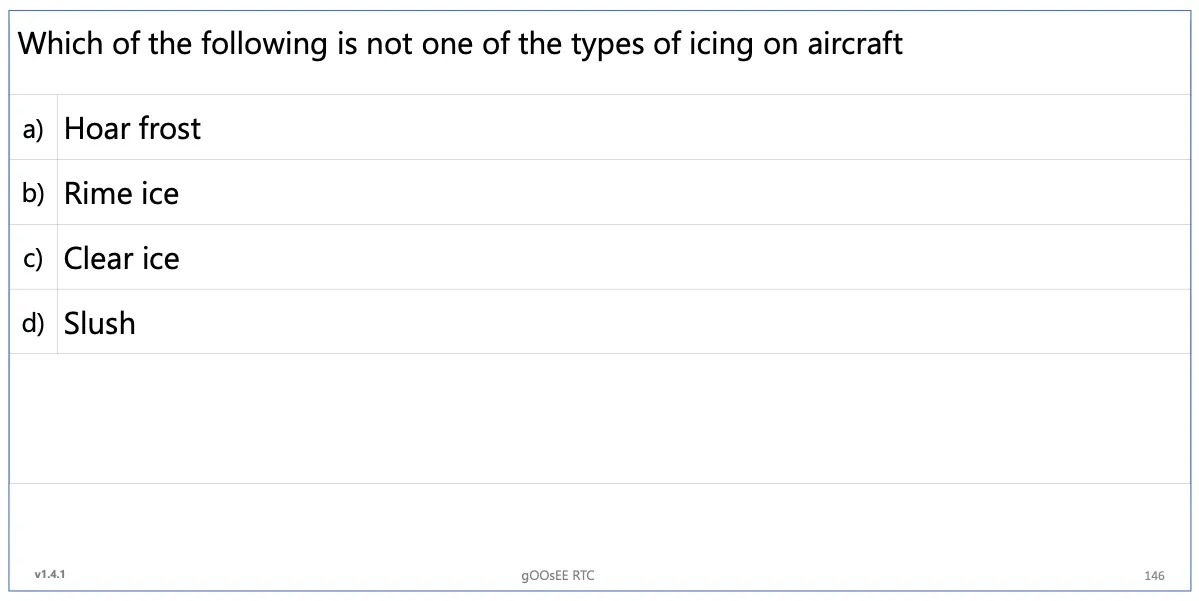 Which of the following is not one of the types of icing on aircraft
a) Hoar frost
b) Rime ice
c) Clear ice
d) Slush
v1.4.1 gOOsEE RTC 146